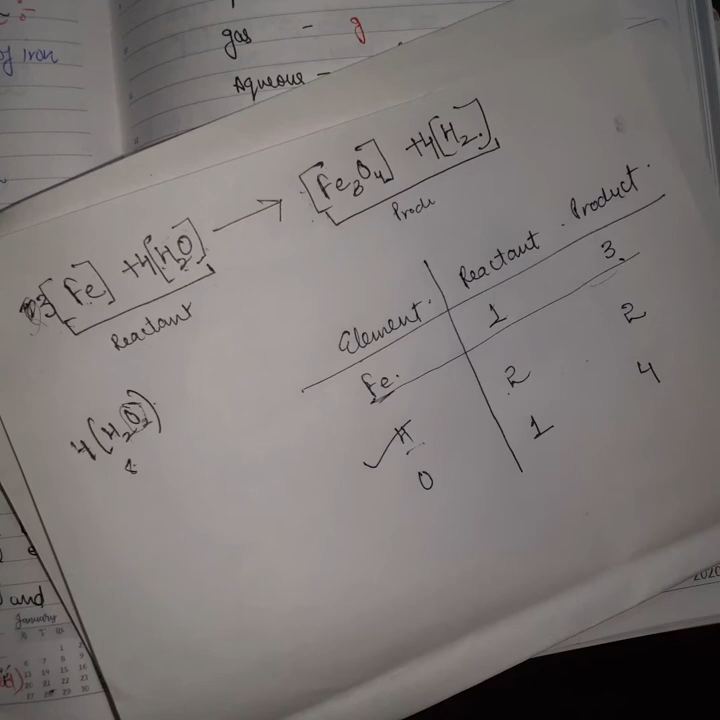 of iron
gas - g
Aqueous -
3[Fe] +4[H2O] → [Fe3O4] +4[H2]
Reactant
Produ
Element. Reactant. Product.
Fe. 1 3.
H 2 2
O 1 4
4(H2O)
8
and
January
2020